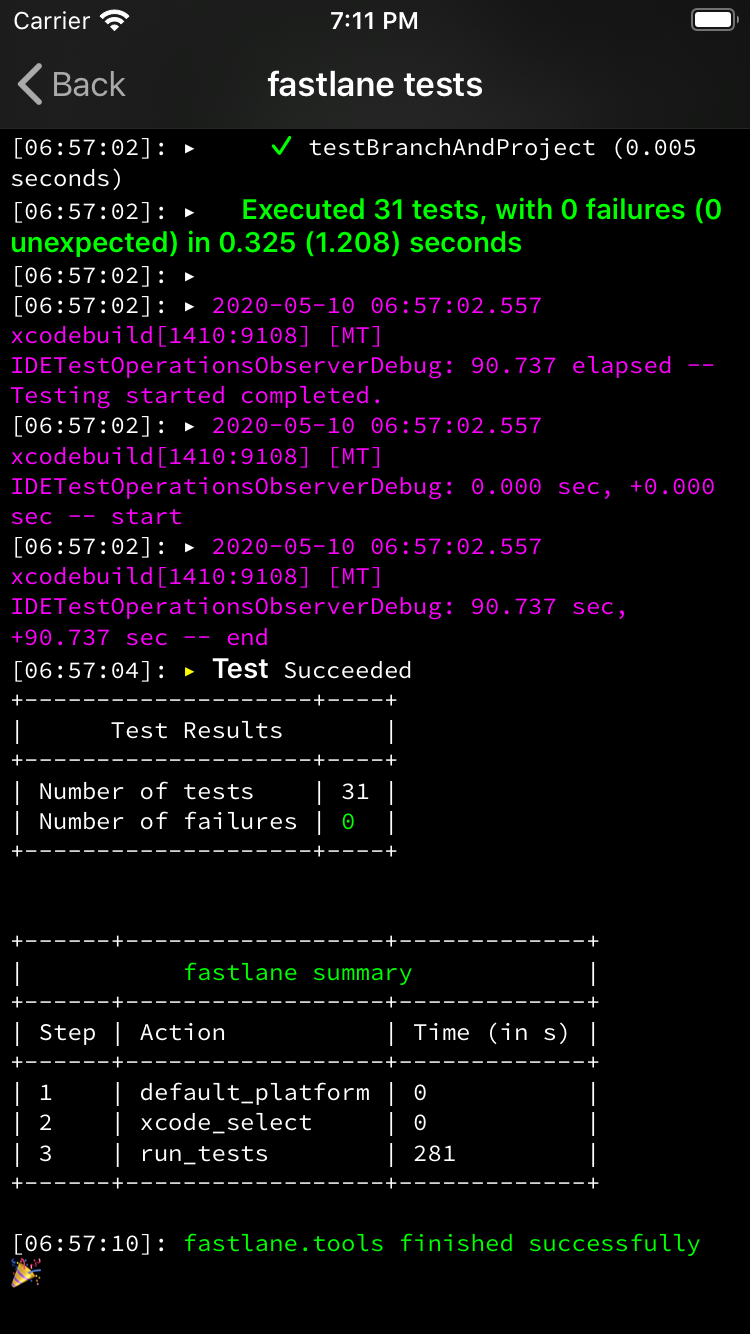 Carrier 7:11 PM
Back fastlane tests
[06:57:02]: ▸ ✓ testBranchAndProject (0.005
seconds)
[06:57:02]: ▸ Executed 31 tests, with 0 failures (0
unexpected) in 0.325 (1.208) seconds
[06:57:02]: ▸
[06:57:02]: ▸ 2020-05-10 06:57:02.557
xcodebuild[1410:9108] [MT]
IDETestOperationsObserverDebug: 90.737 elapsed --
Testing started completed.
[06:57:02]: ▸ 2020-05-10 06:57:02.557
xcodebuild[1410:9108] [MT]
IDETestOperationsObserverDebug: 0.000 sec, +0.000
sec -- start
[06:57:02]: ▸ 2020-05-10 06:57:02.557
xcodebuild[1410:9108] [MT]
IDETestOperationsObserverDebug: 90.737 sec,
+90.737 sec -- end
[06:57:04]: ▸ Test Succeeded
+--------------------+----+
|      Test Results       |
+--------------------+----+
| Number of tests    | 31 |
| Number of failures | 0  |
+--------------------+----+
+------+------------------+-------------+
|           fastlane summary            |
+------+------------------+-------------+
| Step | Action           | Time (in s) |
+------+------------------+-------------+
| 1    | default_platform | 0           |
| 2    | xcode_select     | 0           |
| 3    | run_tests        | 281         |
+------+------------------+-------------+
[06:57:10]: fastlane.tools finished successfully
🎉